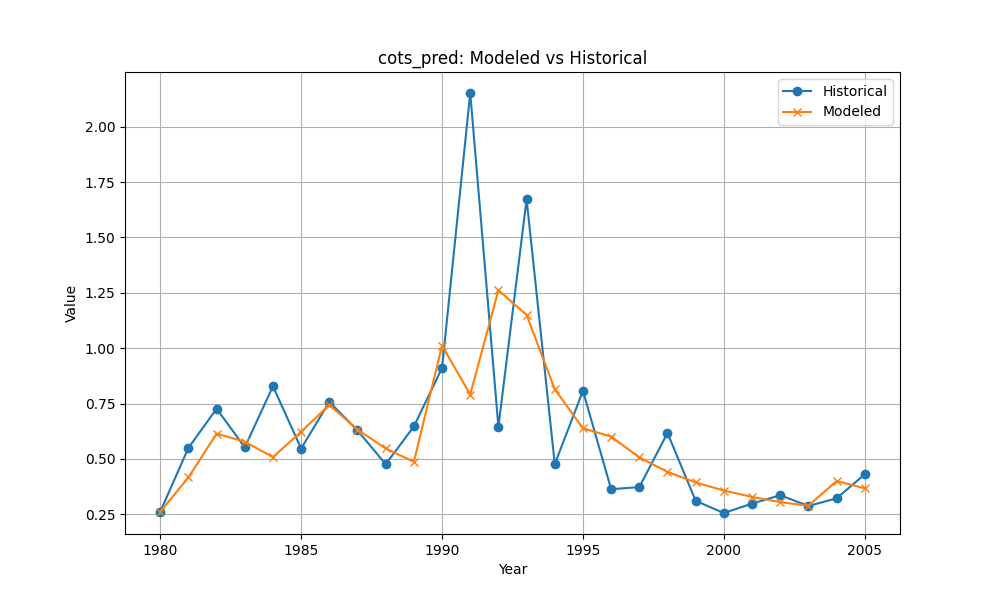 cots_pred: Modeled vs Historical
Historical
Modeled
Value
2.00
1.75
1.50
1.25
1.00
0.75
0.50
0.25
1980 1985 1990 1995 2000 2005
Year